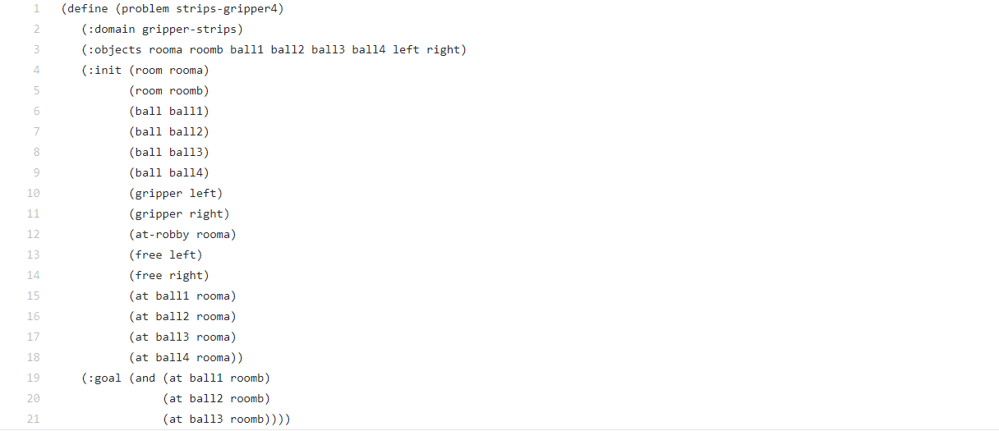 1 (define (problem strips-gripper4)
2    (:domain gripper-strips)
3    (:objects rooma roomb ball1 ball2 ball3 ball4 left right)
4    (:init (room rooma)
5           (room roomb)
6           (ball ball1)
7           (ball ball2)
8           (ball ball3)
9           (ball ball4)
10           (gripper left)
11           (gripper right)
12           (at-robby rooma)
13           (free left)
14           (free right)
15           (at ball1 rooma)
16           (at ball2 rooma)
17           (at ball3 rooma)
18           (at ball4 rooma))
19    (:goal (and (at ball1 roomb)
20                (at ball2 roomb)
21                (at ball3 roomb))))